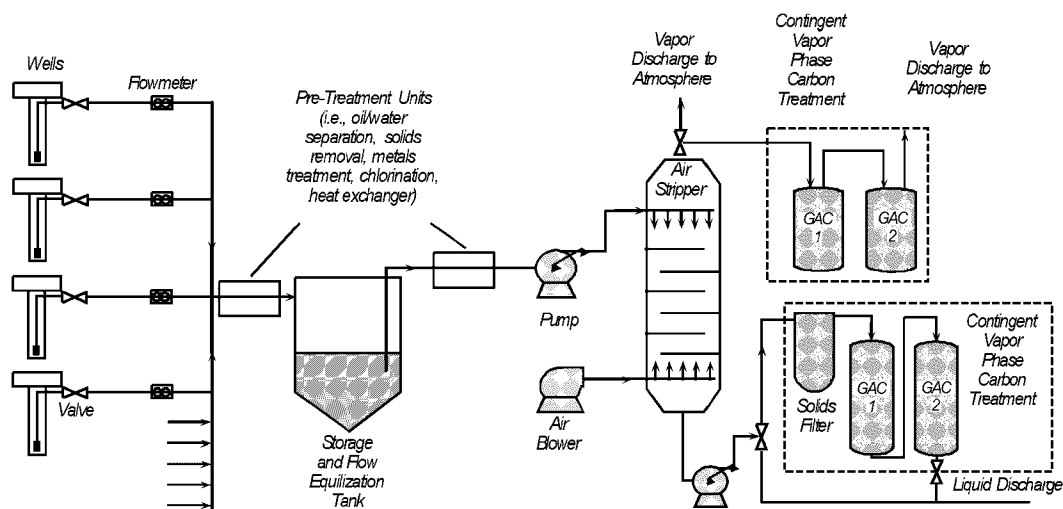 Wells
Flowmeter
Valve
Pre-Treatment Units
(i.e., oil/water
separation, solids
removal, metals
treatment, chlorination,
heat exchanger)
Storage
and Flow
Equilization
Tank
Pump
Air
Blower
Vapor
Discharge to
Atmosphere
Air
Stripper
Contingent
Vapor
Phase
Carbon
Treatment
Vapor
Discharge to
Atmosphere
GAC
1
GAC
2
Solids
Filter
GAC
1
GAC
2
Contingent
Vapor
Phase
Carbon
Treatment
Liquid Discharge